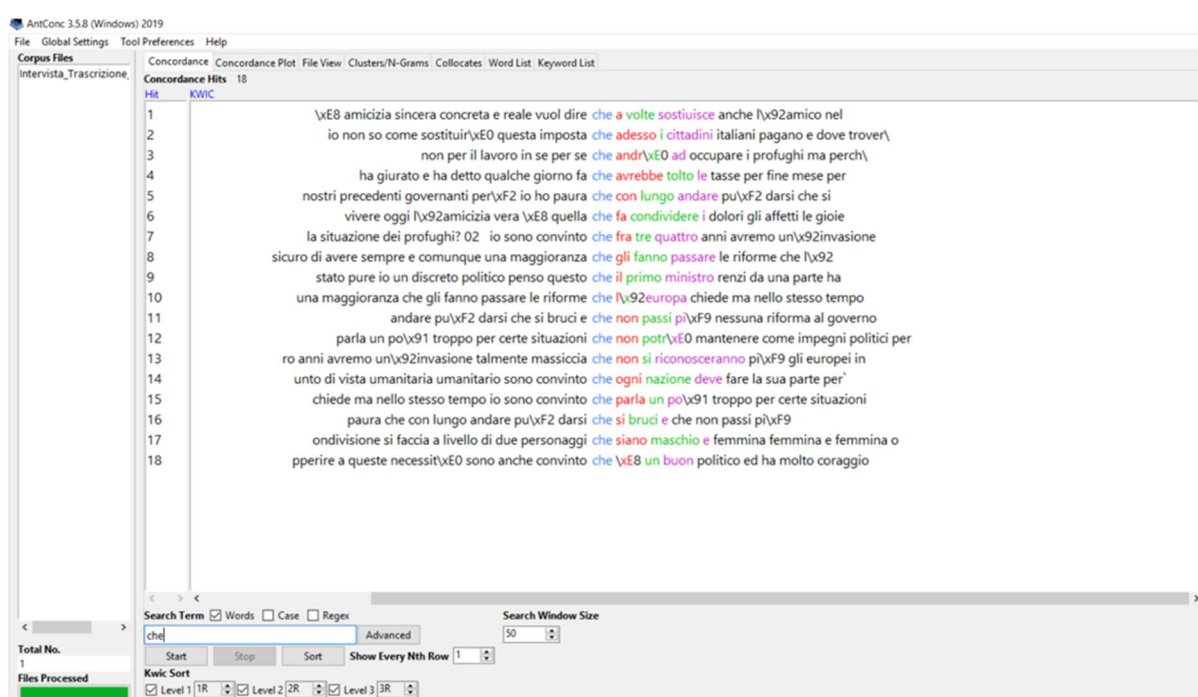 AntConc 3.5.8 (Windows) 2019
File Global Settings Tool Preferences Help
Corpus Files
Intervista_Trascrizione_
Concordance Concordance Plot File View Clusters/N-Grams Collocates Word List Keyword List
Concordance Hits 18
Hit KWIC
1 \xE8 amicizia sincera concreta e reale vuol dire che a volte sostiuisce anche l\x92amico nel
2 io non so come sostituir\xE0 questa imposta che adesso i cittadini italiani pagano e dove trover\
3 non per il lavoro in se per se che andr\xE0 ad occupare i profughi ma perch\
4 ha giurato e ha detto qualche giorno fa che avrebbe tolto le tasse per fine mese per
5 nostri precedenti governanti per\xF2 io ho paura che con lungo andare pu\xF2 darsi che si
6 vivere oggi l\x92amicizia vera \xE8 quella che fa condividere i dolori gli affetti le gioie
7 la situazione dei profughi? 02 io sono convinto che fra tre quattro anni avremo un\x92invasione
8 sicuro di avere sempre e comunque una maggioranza che gli fanno passare le riforme che l\x92
9 stato pure io un discreto politico penso questo che il primo ministro renzi da una parte ha
10 una maggioranza che gli fanno passare le riforme che l\x92europa chiede ma nello stesso tempo
11 andare pu\xF2 darsi che si bruci e che non passi pi\xF9 nessuna riforma al governo
12 parla un po\x91 troppo per certe situazioni che non potr\xE0 mantenere come impegni politici per
13 ro anni avremo un\x92invasione talmente massiccia che non si riconosceranno pi\xF9 gli europei in
14 unto di vista umanitaria umanitario sono convinto che ogni nazione deve fare la sua parte per`
15 chiede ma nello stesso tempo io sono convinto che parla un po\x91 troppo per certe situazioni
16 paura che con lungo andare pu\xF2 darsi che si bruci e che non passi pi\xF9
17 ondivisione si faccia a livello di due personaggi che siano maschio e femmina femmina e femmina o
18 pperire a queste necessit\xE0 sono anche convinto che \xE8 un buon politico ed ha molto coraggio
Search Term Words Case Regex Search Window Size
che Advanced 50
Start Stop Sort Show Every Nth Row 1
Total No.
1
Files Processed
Kwic Sort
Level 1 1R Level 2 2R Level 3 3R